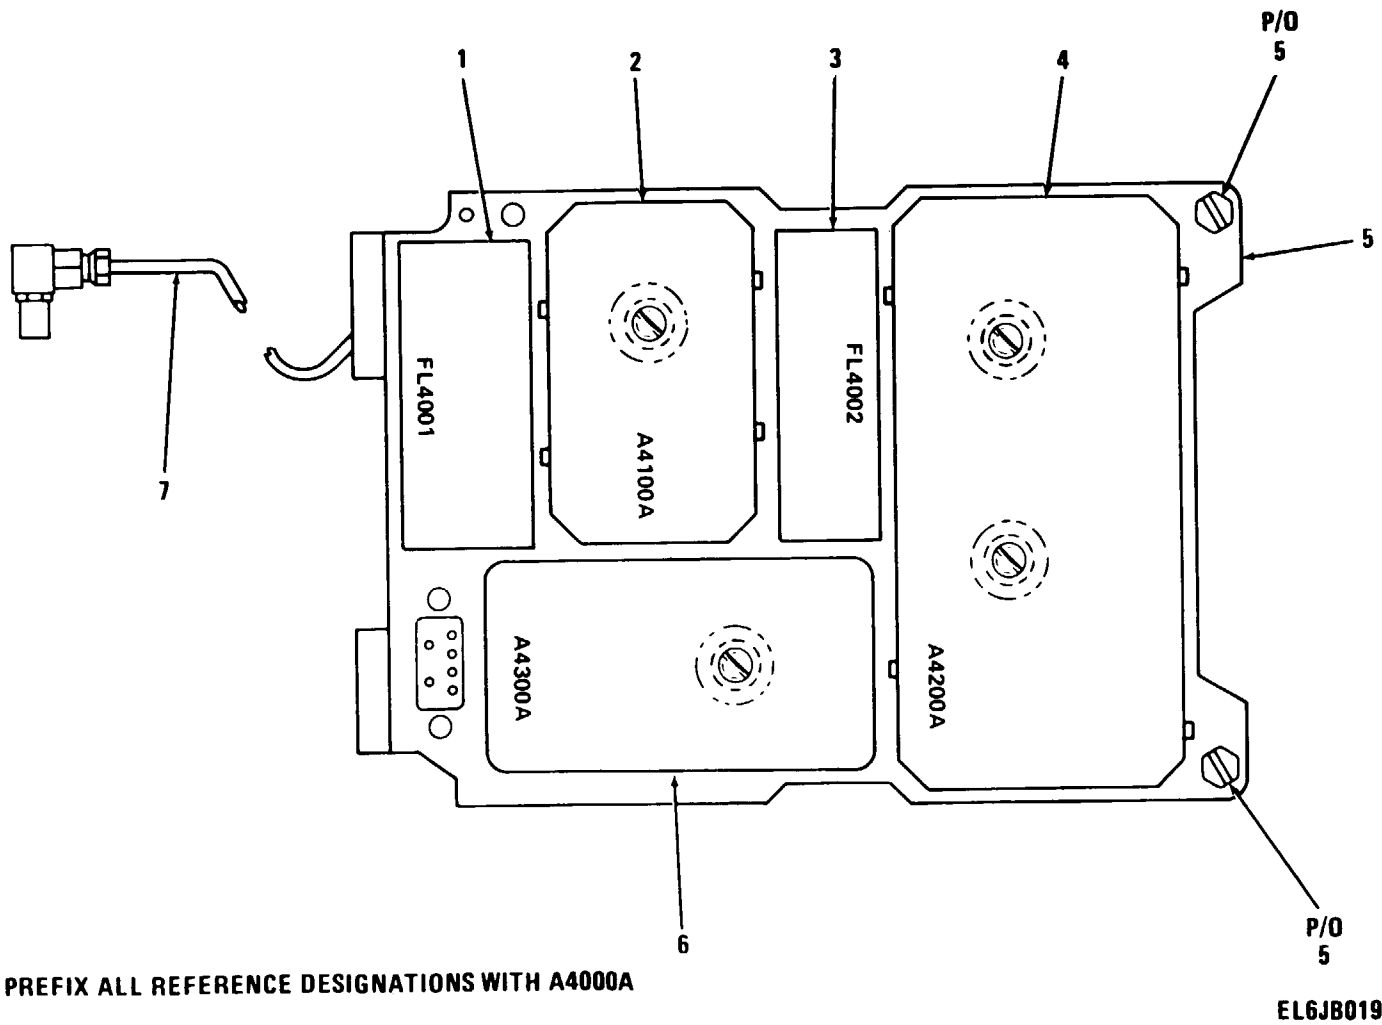 P/O
5
1
2
3
4
5
FL4001
A4100A
FL4002
7
A4300A
A4200A
6
P/O
5
PREFIX ALL REFERENCE DESIGNATIONS WITH A4000A
EL6JB019